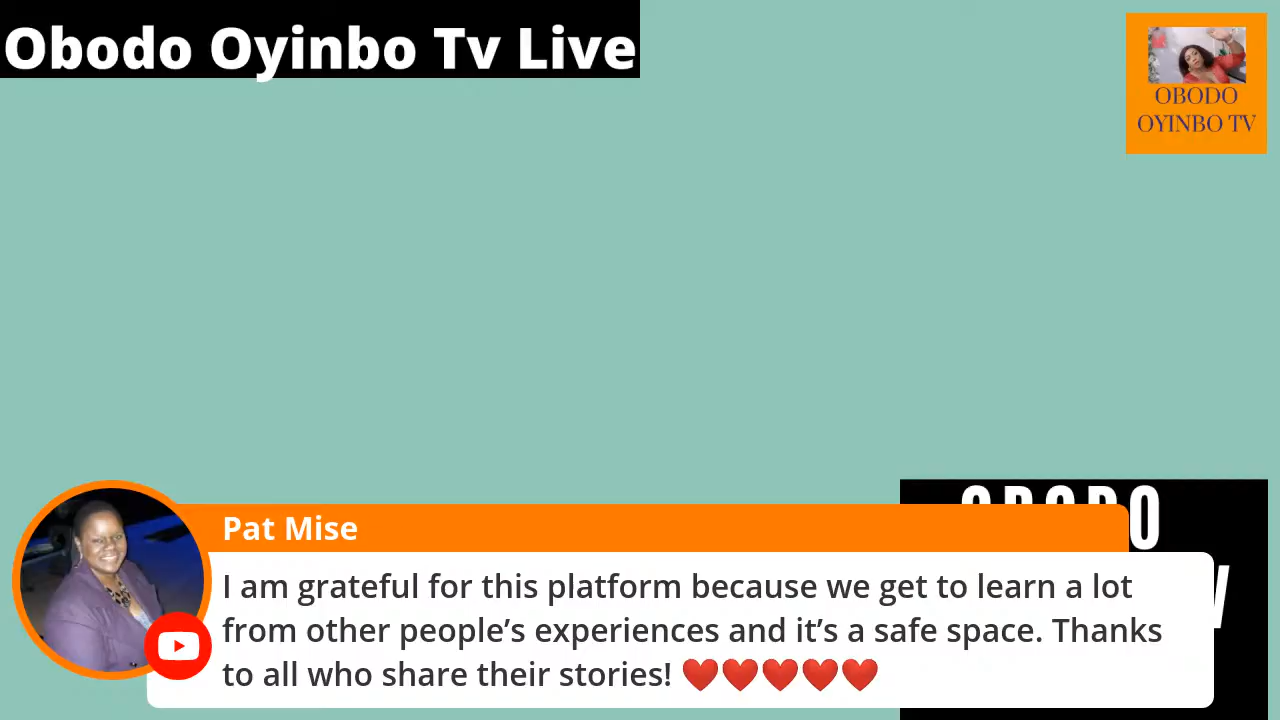 Obodo Oyinbo Tv Live
OBODO
OYINBO TV
OBODO
Pat Mise
I am grateful for this platform because we get to learn a lot
from other people’s experiences and it’s a safe space. Thanks
to all who share their stories! ❤️❤️❤️❤️❤️